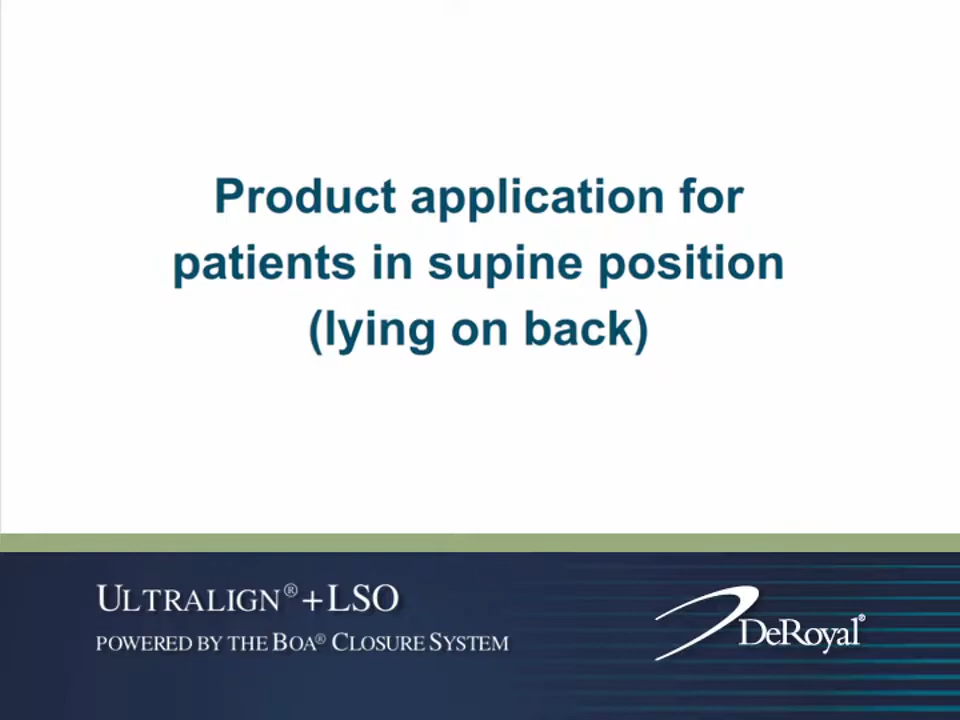 Product application for
patients in supine position
(lying on back)
ULTRALIGN®+LSO
POWERED BY THE BOA® CLOSURE SYSTEM
DeRoyal®